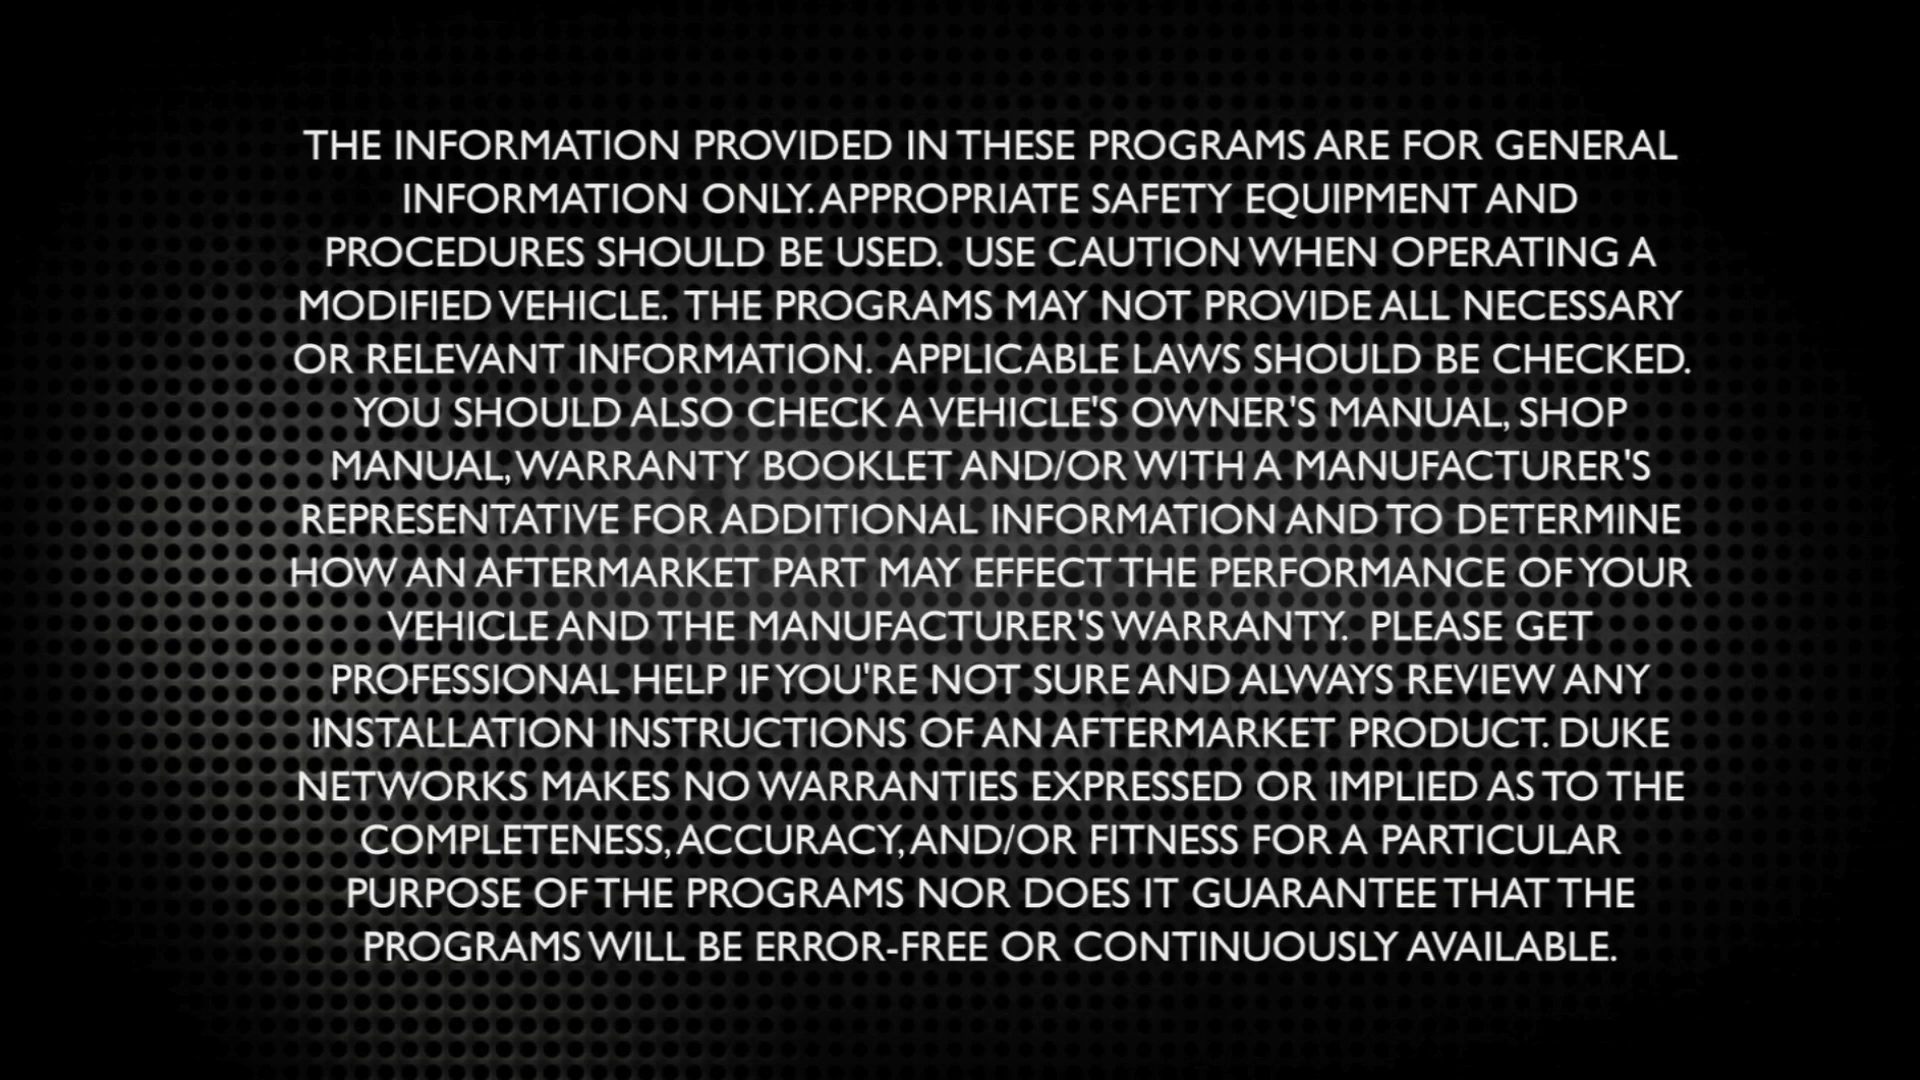 THE INFORMATION PROVIDED IN THESE PROGRAMS ARE FOR GENERAL
INFORMATION ONLY. APPROPRIATE SAFETY EQUIPMENT AND
PROCEDURES SHOULD BE USED.  USE CAUTION WHEN OPERATING A
MODIFIED VEHICLE.  THE PROGRAMS MAY NOT PROVIDE ALL NECESSARY
OR RELEVANT INFORMATION.  APPLICABLE LAWS SHOULD BE CHECKED.
YOU SHOULD ALSO CHECK A VEHICLE'S OWNER'S MANUAL, SHOP
MANUAL, WARRANTY BOOKLET AND/OR WITH A MANUFACTURER'S
REPRESENTATIVE FOR ADDITIONAL INFORMATION AND TO DETERMINE
HOW AN AFTERMARKET PART MAY EFFECT THE PERFORMANCE OF YOUR
VEHICLE AND THE MANUFACTURER'S WARRANTY.  PLEASE GET
PROFESSIONAL HELP IF YOU'RE NOT SURE AND ALWAYS REVIEW ANY
INSTALLATION INSTRUCTIONS OF AN AFTERMARKET PRODUCT. DUKE
NETWORKS MAKES NO WARRANTIES EXPRESSED OR IMPLIED AS TO THE
COMPLETENESS, ACCURACY, AND/OR FITNESS FOR A PARTICULAR
PURPOSE OF THE PROGRAMS NOR DOES IT GUARANTEE THAT THE
PROGRAMS WILL BE ERROR-FREE OR CONTINUOUSLY AVAILABLE.